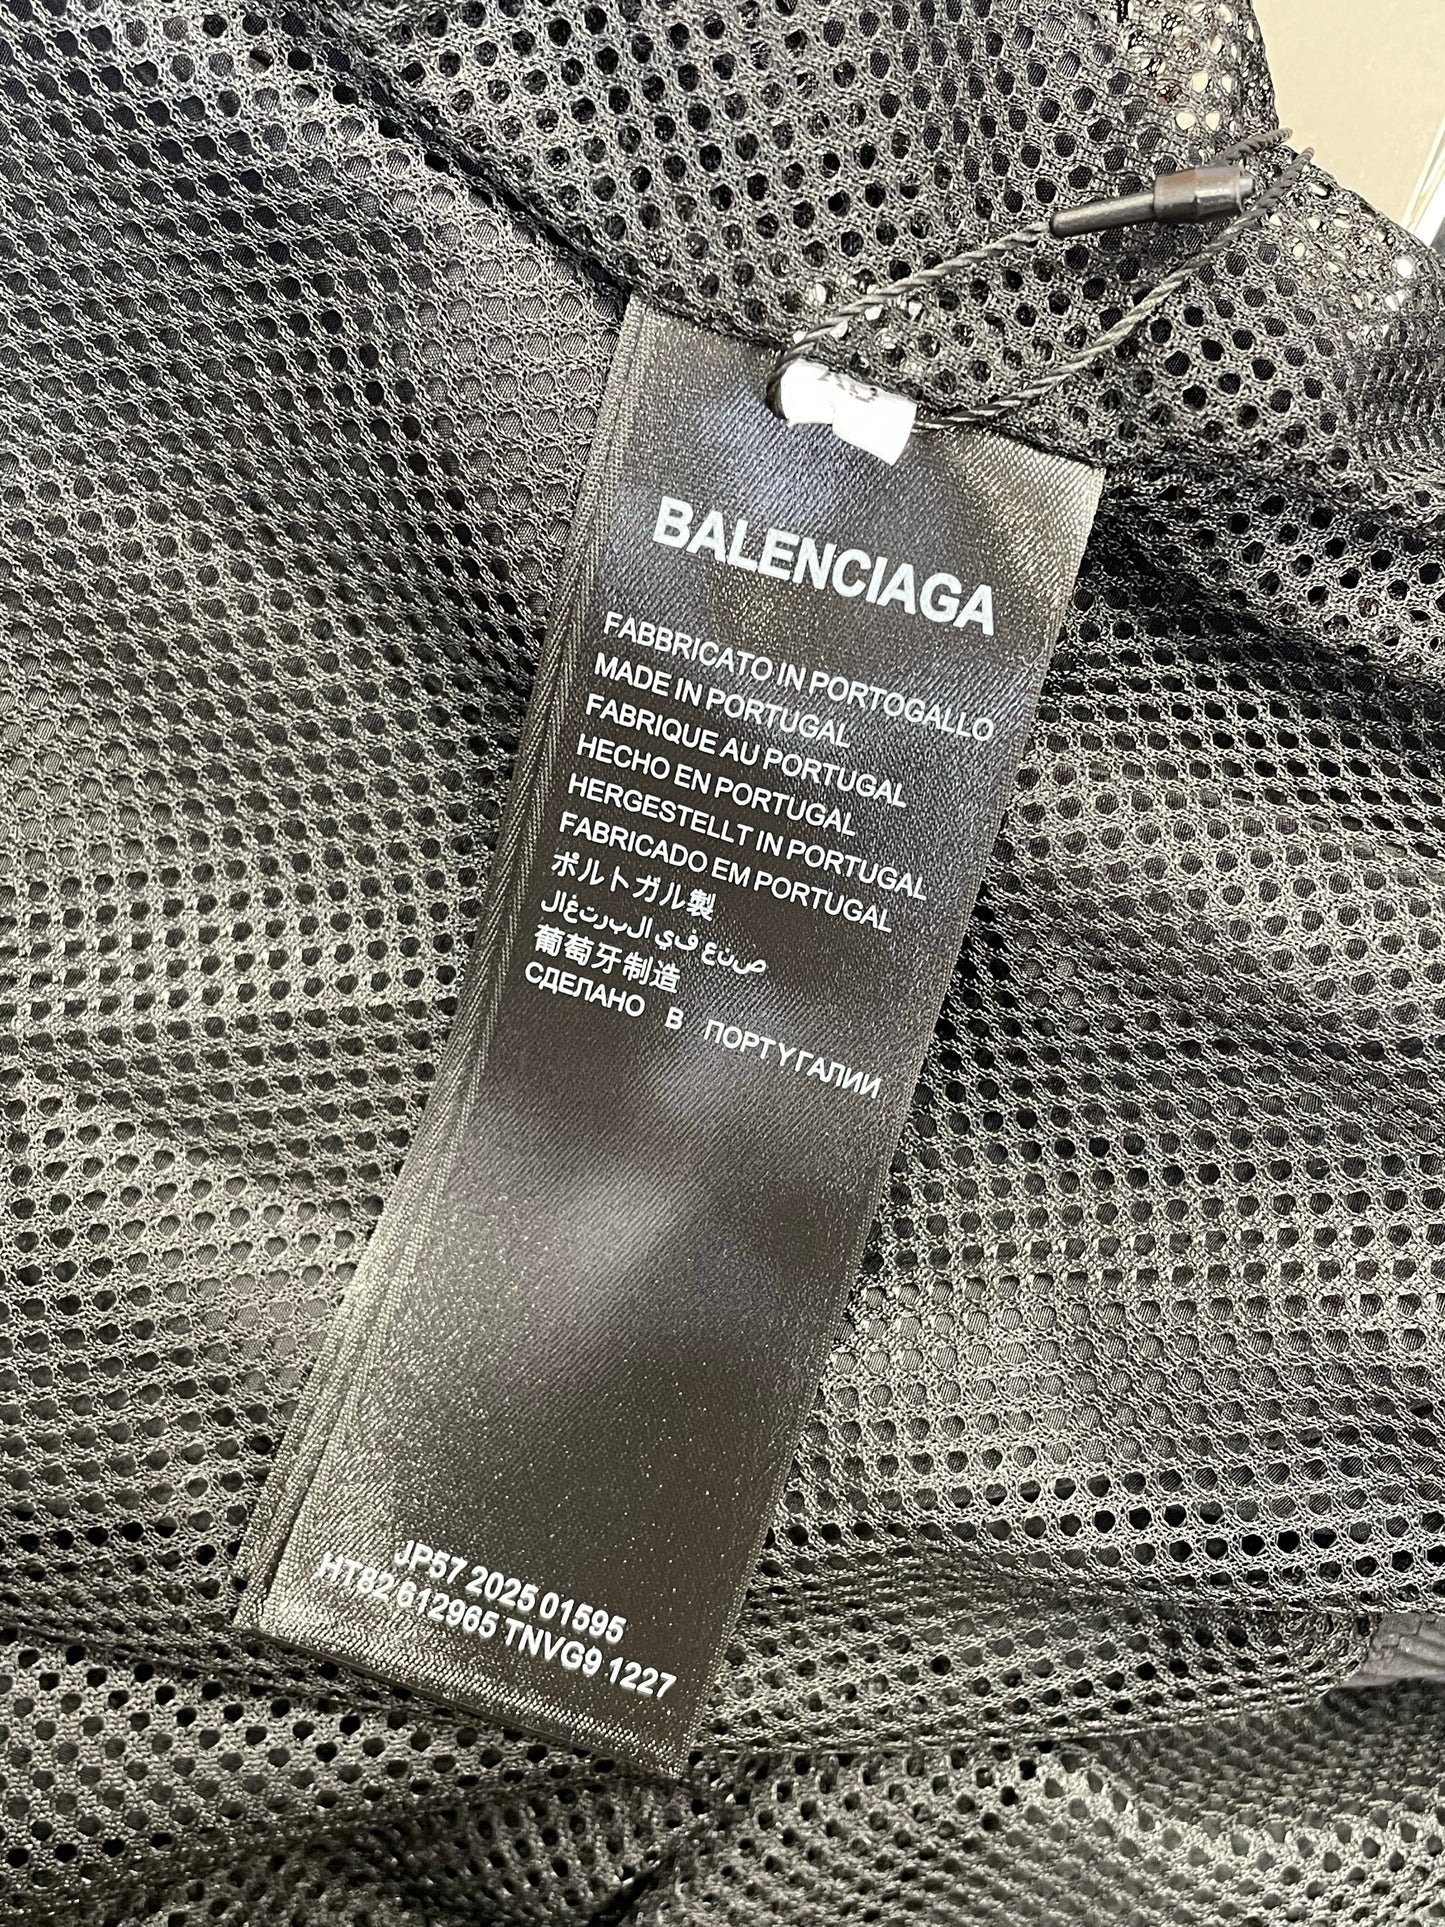 BALENCIAGA
FABBRICATO IN PORTOGALLO
MADE IN PORTUGAL
FABRIQUE AU PORTUGAL
HECHO EN PORTUGAL
HERGESTELLT IN PORTUGAL
FABRICADO EM PORTUGAL
ポルトガル製
صنع في البرتغال
葡萄牙制造
СДЕЛАНО В ПОРТУГАЛИИ
JP57 2025 01595
HT82 612965 TNVG9 1227